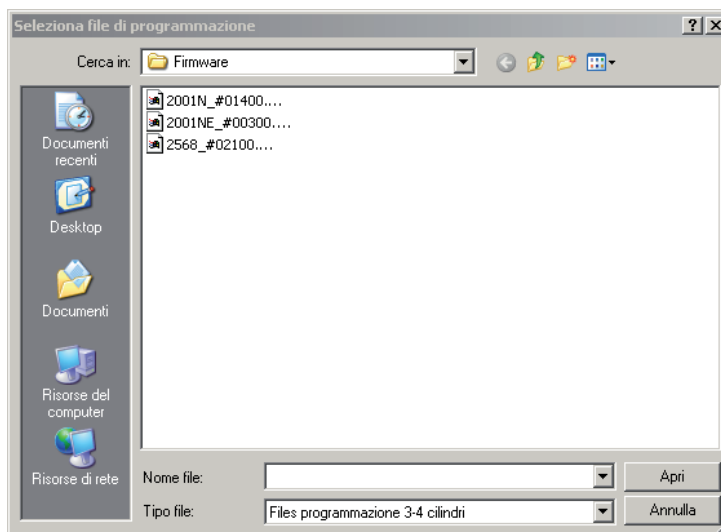 Seleziona file di programmazione
Cerca in:
Firmware
2001N_#01400....
2001NE_#00300....
2568_#02100....
Documenti
recenti
Desktop
Documenti
Risorse del
computer
Risorse di rete
Nome file:
Apri
Tipo file:
Files programmazione 3-4 cilindri
Annulla